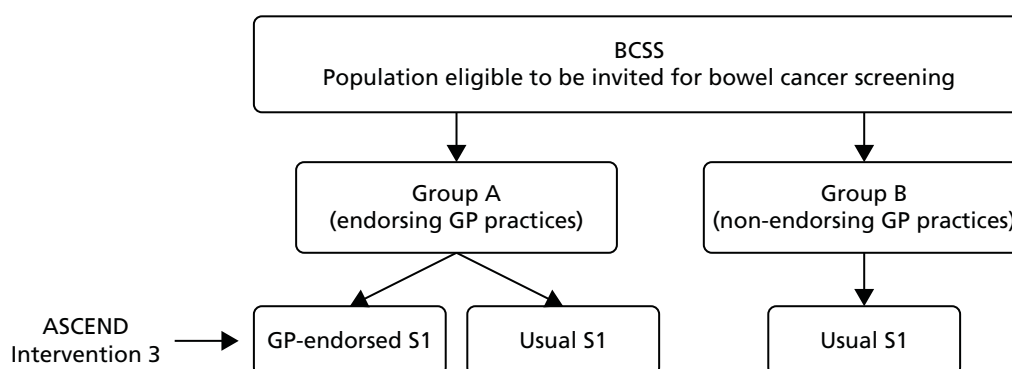 BCSS
Population eligible to be invited for bowel cancer screening
Group A
(endorsing GP practices)
Group B
(non-endorsing GP practices)
ASCEND
Intervention 3
GP-endorsed S1
Usual S1
Usual S1